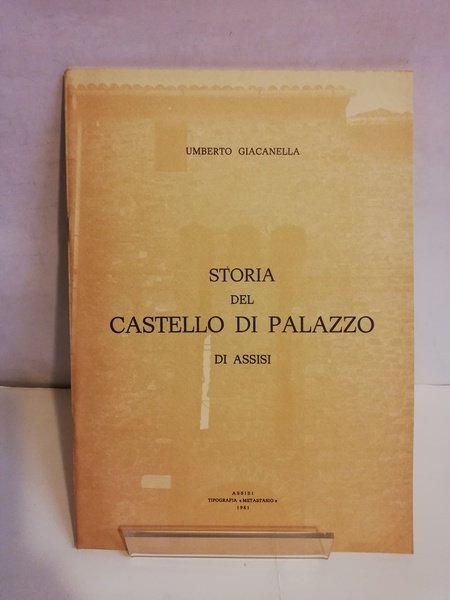 UMBERTO GIACANELLA
STORIA
DEL
CASTELLO DI PALAZZO
DI ASSISI
ASSISI
TIPOGRAFIA «METASTASIO»
1961